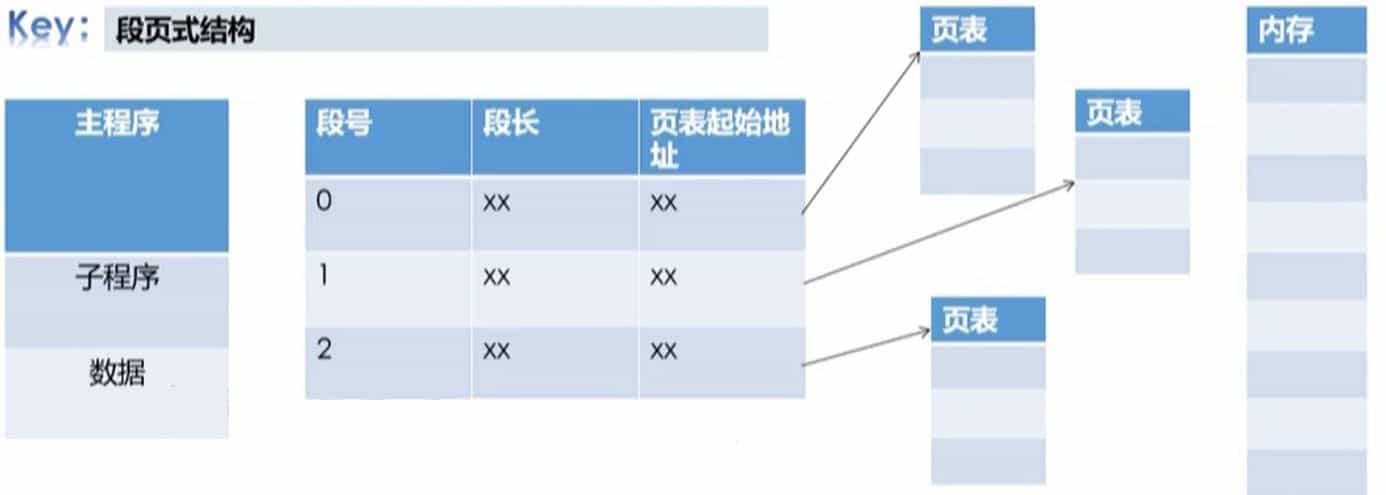 Key:
段页式结构
主程序
子程序
数据
段号 段长 页表起始地
址
0 xx xx
1 xx xx
2 xx xx
页表
页表
页表
内存